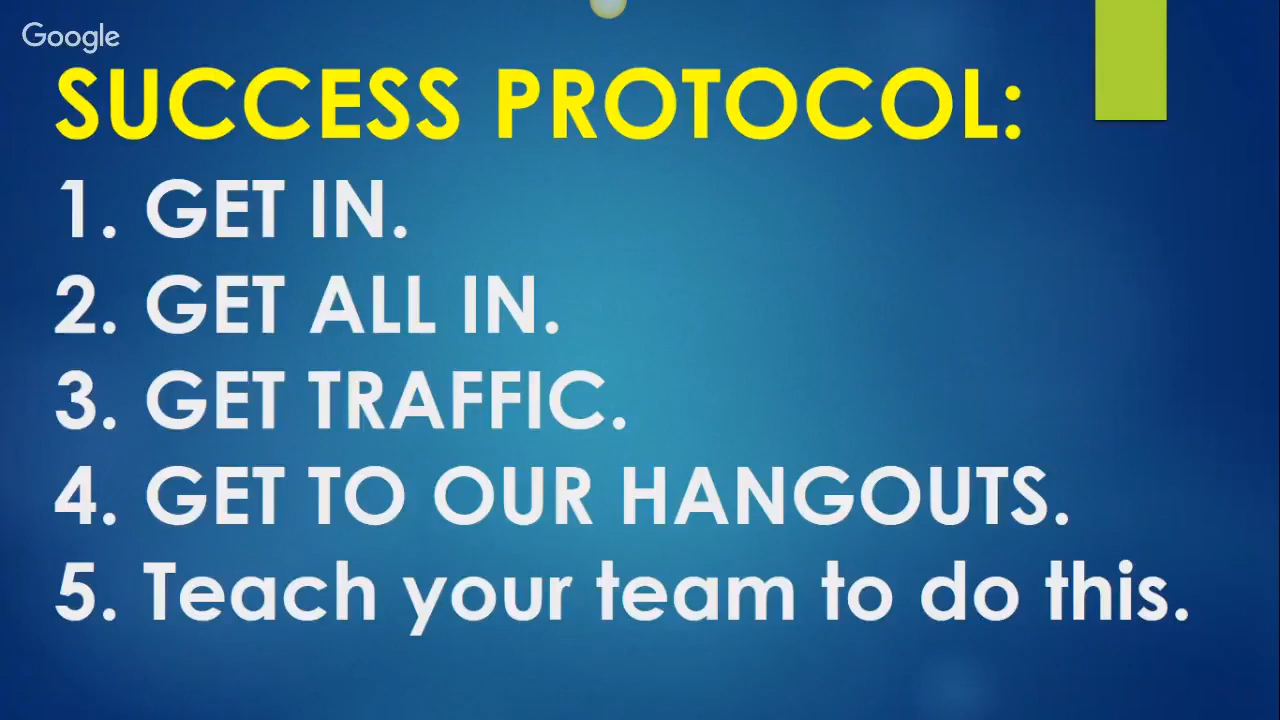 Google
SUCCESS PROTOCOL:
1. GET IN.
2. GET ALL IN.
3. GET TRAFFIC.
4. GET TO OUR HANGOUTS.
5. Teach your team to do this.